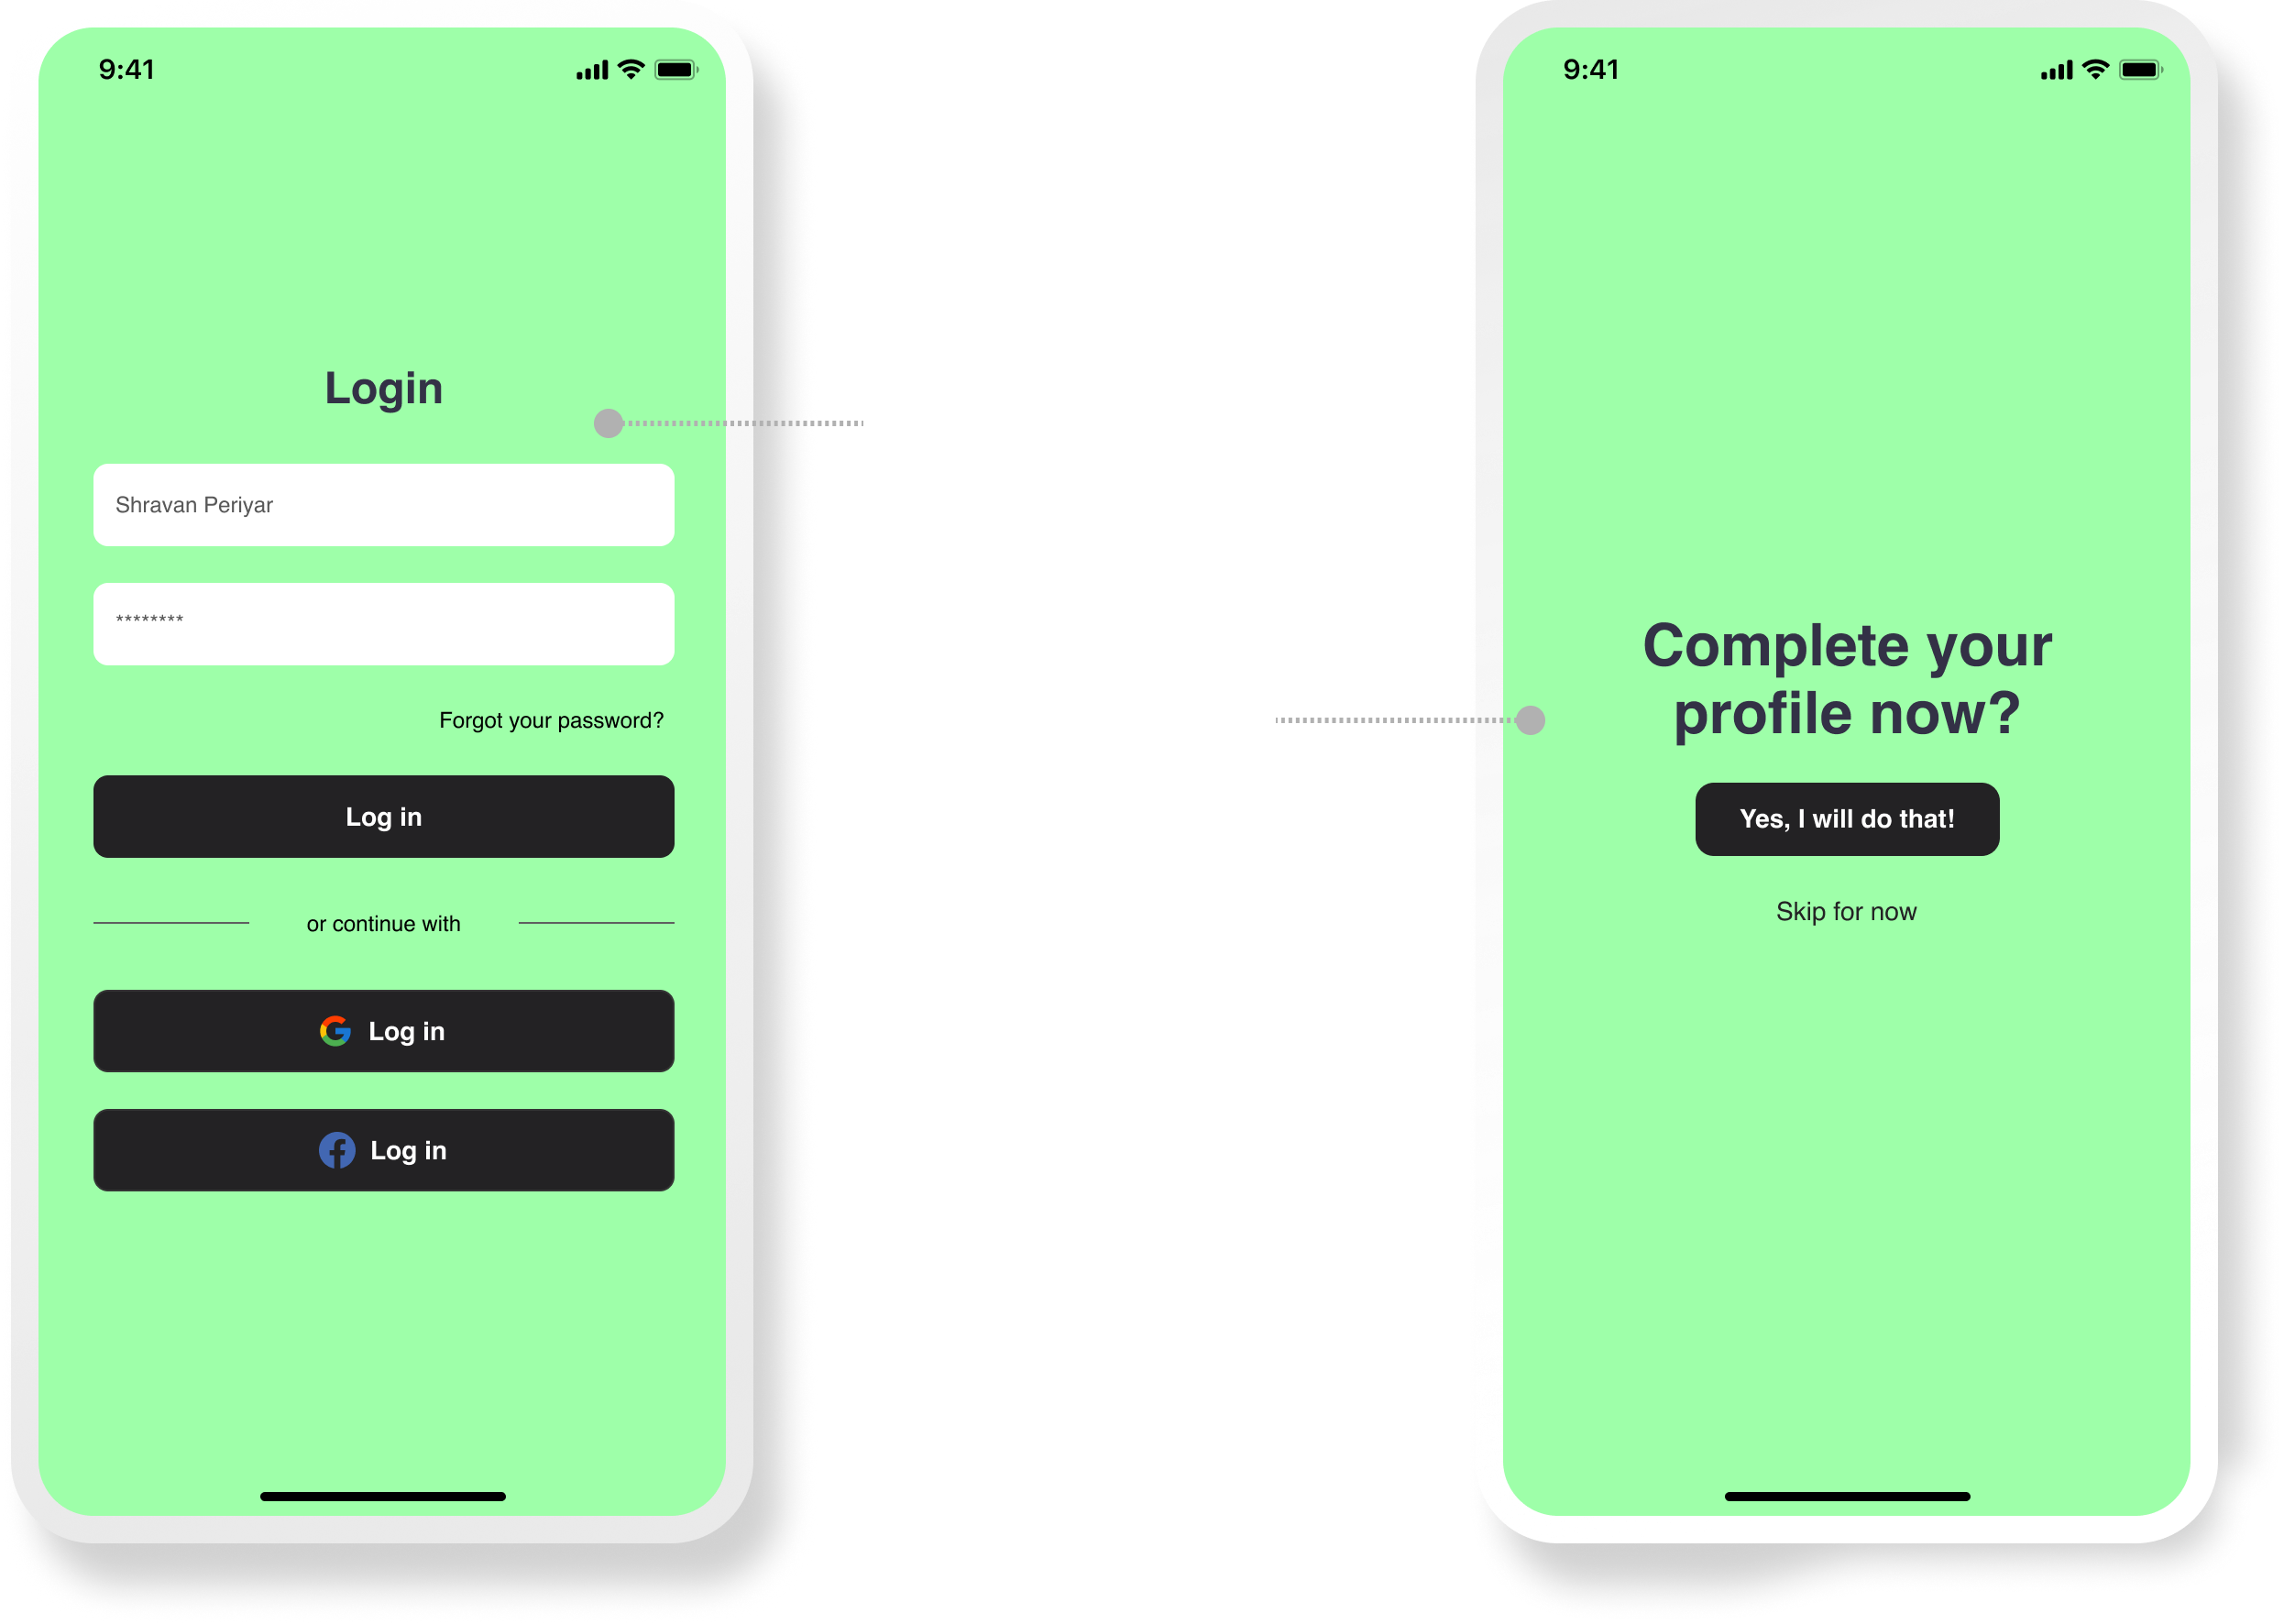 9:41
Login
Shravan Periyar
********
Forgot your password?
Log in
or continue with
Log in
Log in
9:41
Complete your
profile now?
Yes, I will do that!
Skip for now